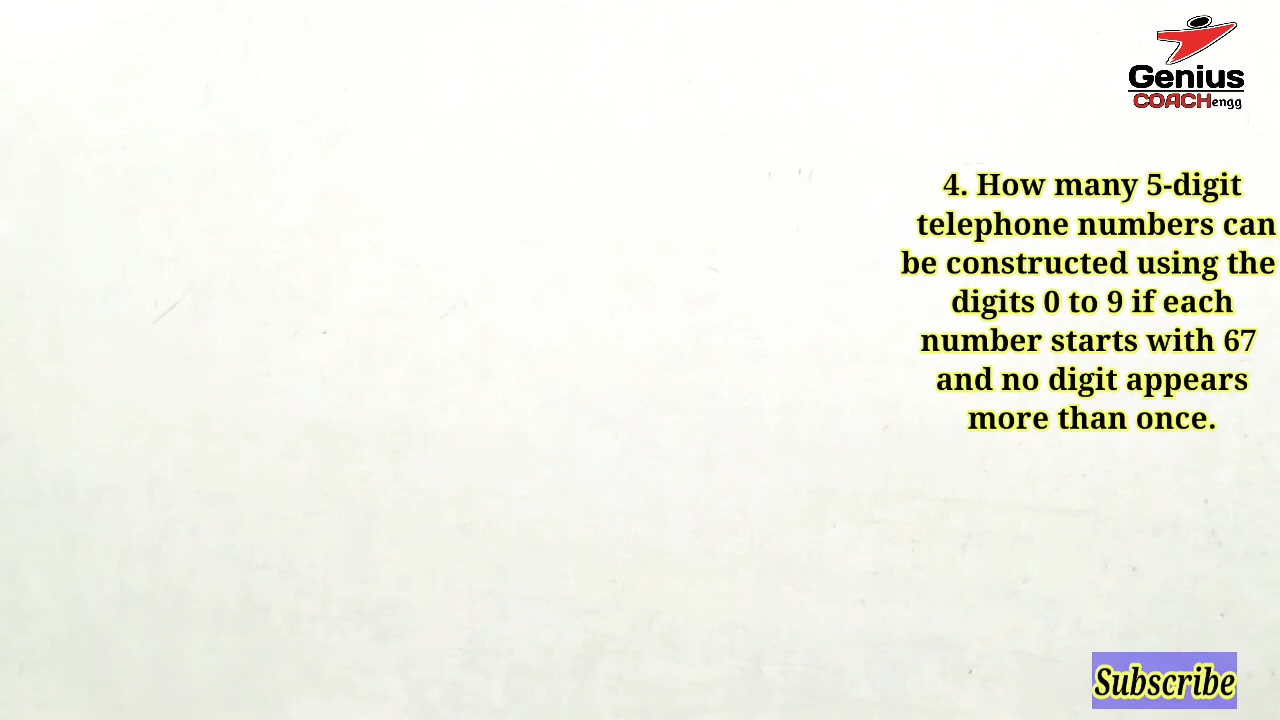 Genius
COACHengg
4. How many 5-digit
telephone numbers can
be constructed using the
digits 0 to 9 if each
number starts with 67
and no digit appears
more than once.
Subscribe